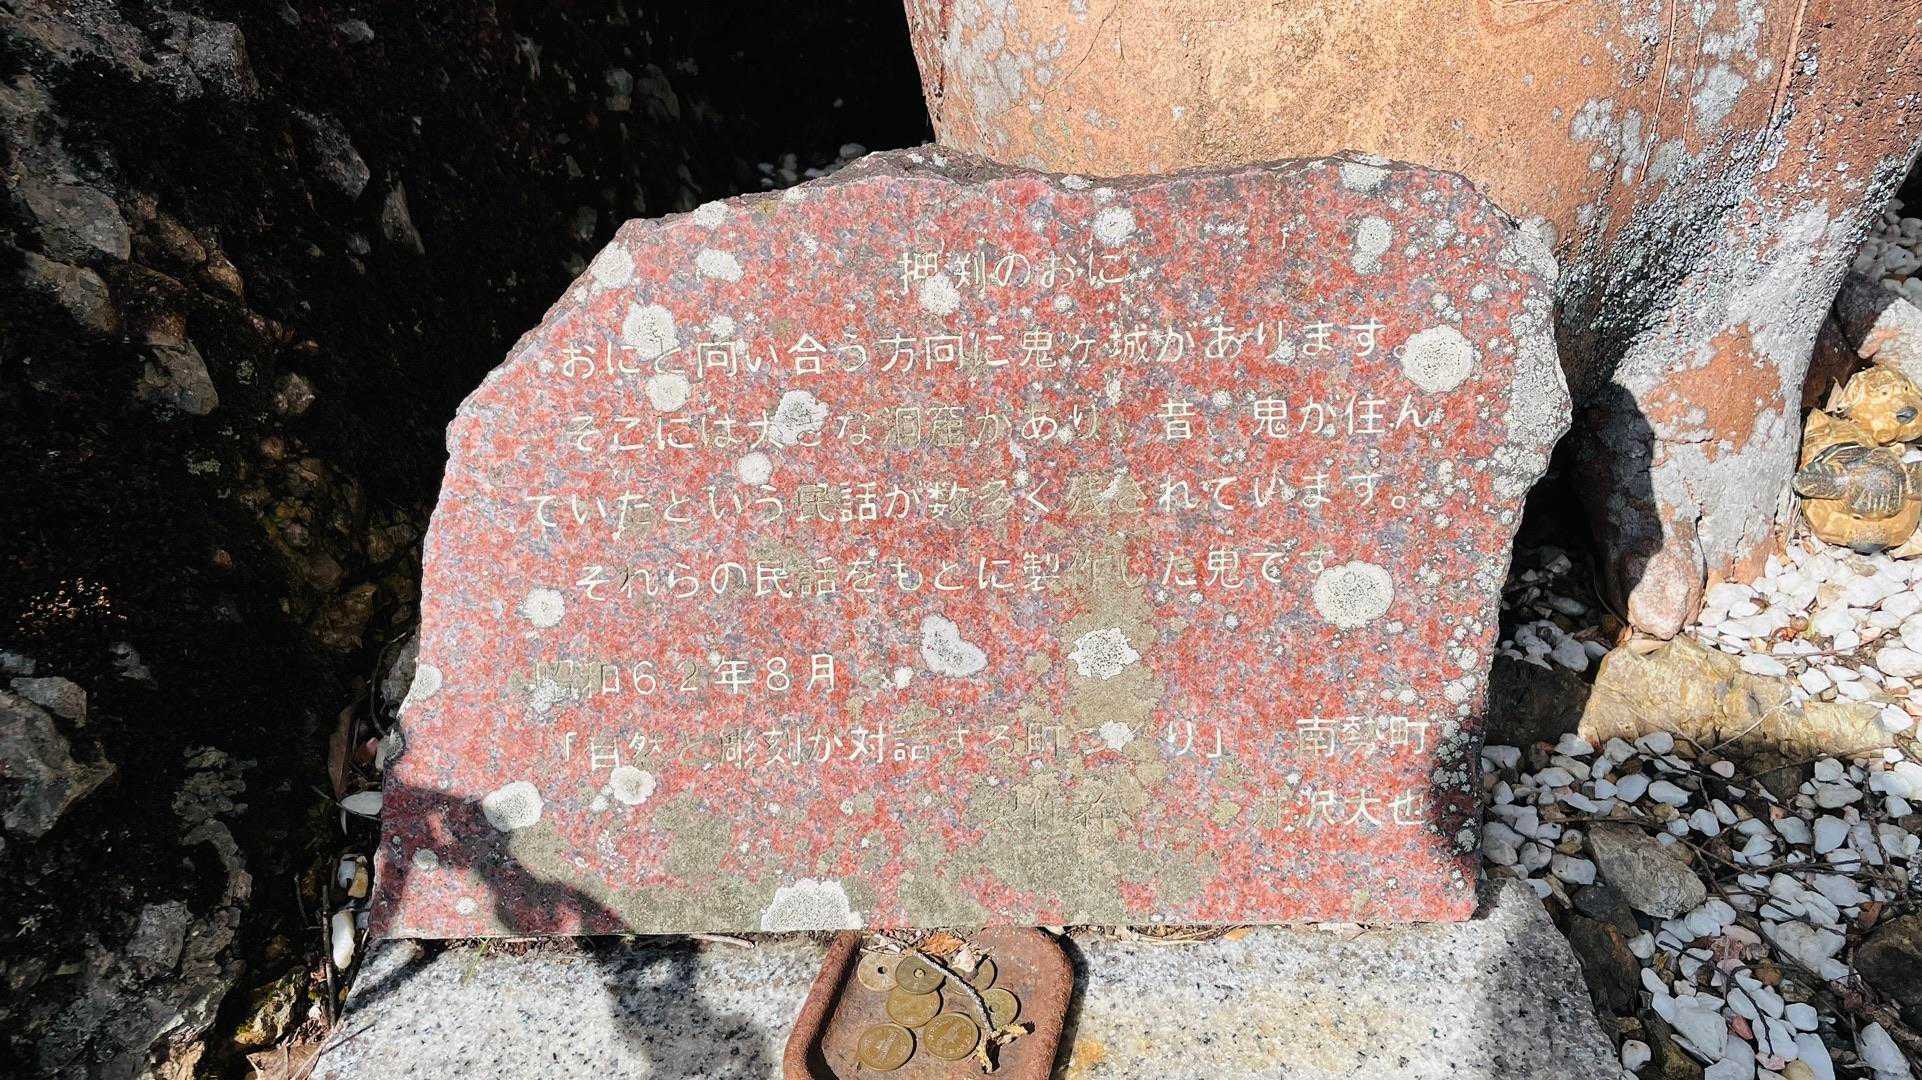 押渕のおに
おにと向い合う方向に鬼ヶ城があります。
そこには大きな洞窟があり、昔、鬼が住ん
でいたという民話が数多く残されています。
それらの民話をもとに製作した鬼です。
昭和62年8月
「自然と彫刻が対話する町づくり」 南勢町
井沢大也